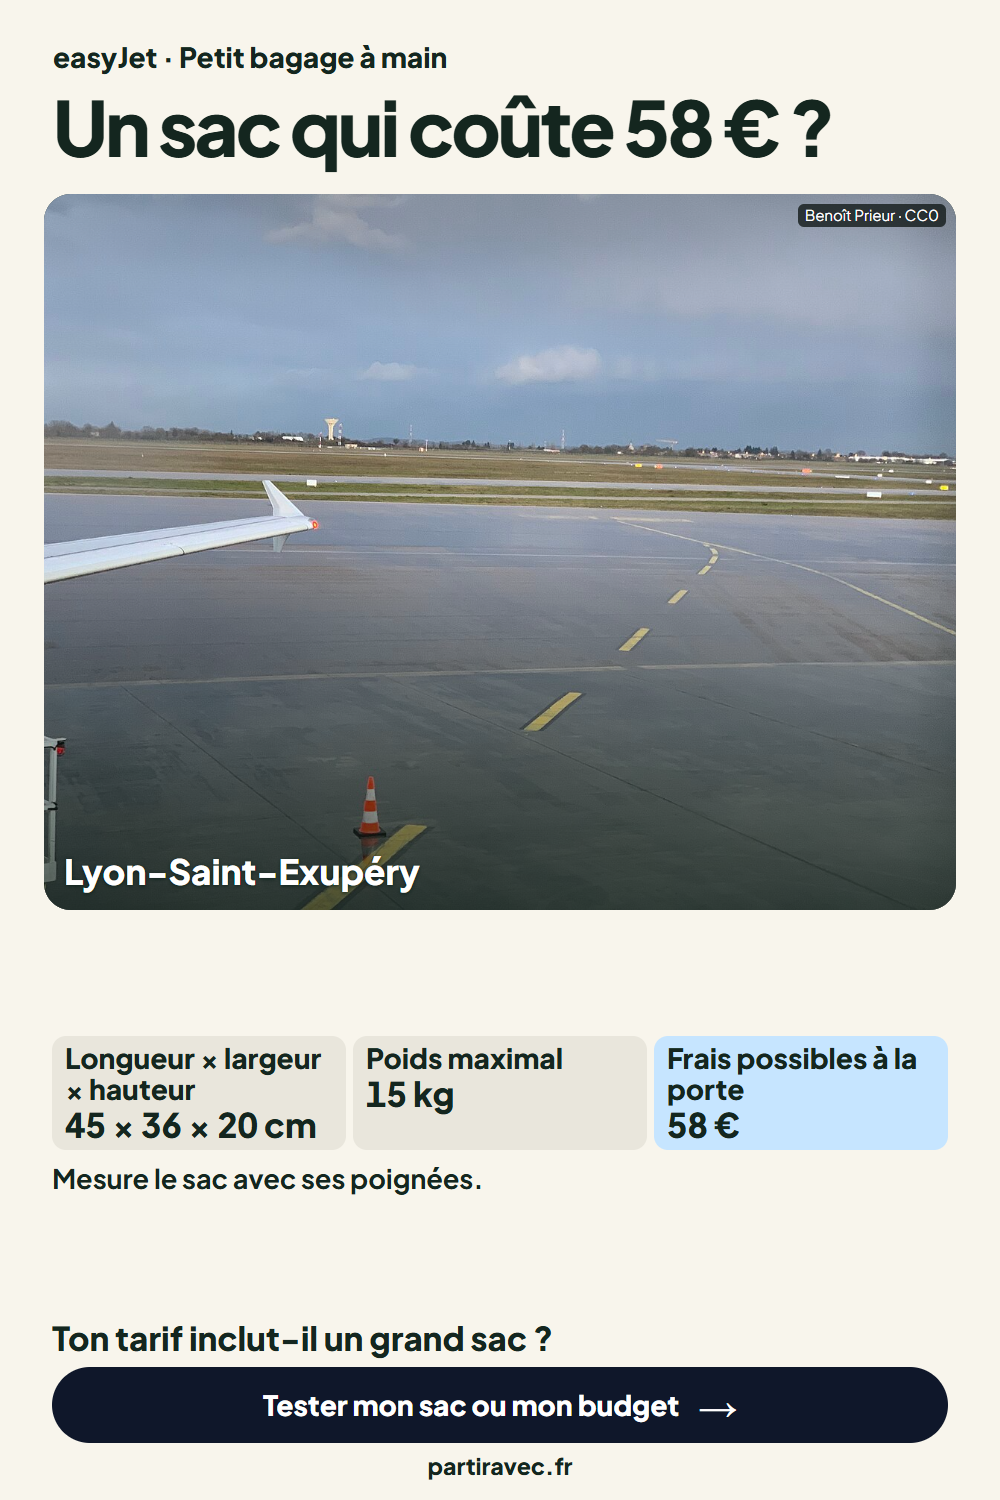 easyJet · Petit bagage à main
Un sac qui coûte 58 € ?
Benoît Prieur · CC0
Lyon-Saint-Exupéry
Longueur × largeur
× hauteur
45 × 36 × 20 cm
Poids maximal
15 kg
Frais possibles à la
porte
58 €
Mesure le sac avec ses poignées.
Ton tarif inclut-il un grand sac ?
Tester mon sac ou mon budget →
partiravec.fr